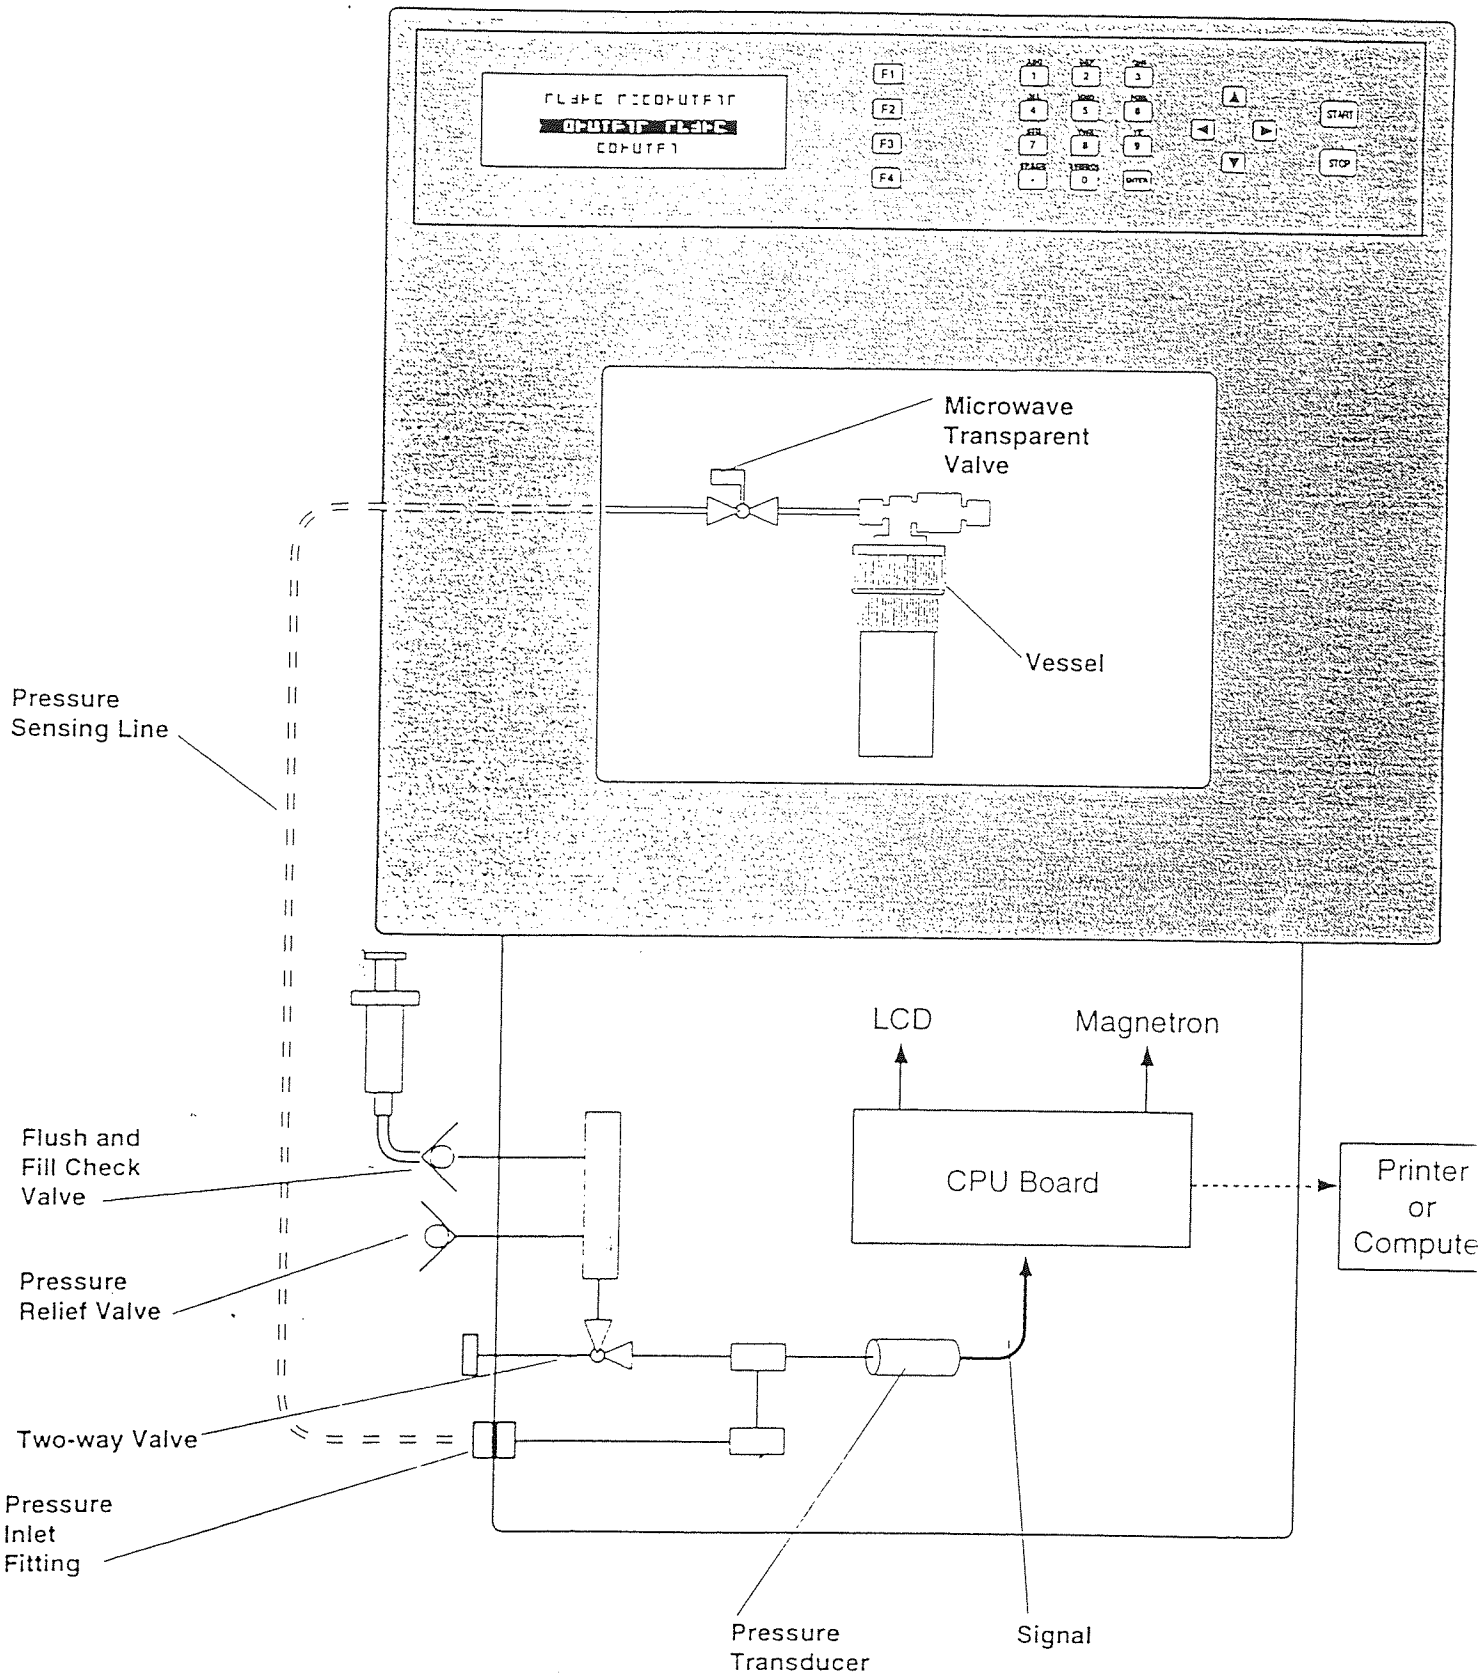 F1
F2
F3
F4
1
2
3
4
5
6
7
8
9
0
ENTER
START
STOP
Microwave
Transparent
Valve
Vessel
Pressure
Sensing Line
LCD
Magnetron
Flush and
Fill Check
Valve
CPU Board
Printer
or
Compute
Pressure
Relief Valve
Two-way Valve
Pressure
Inlet
Fitting
Pressure
Transducer
Signal